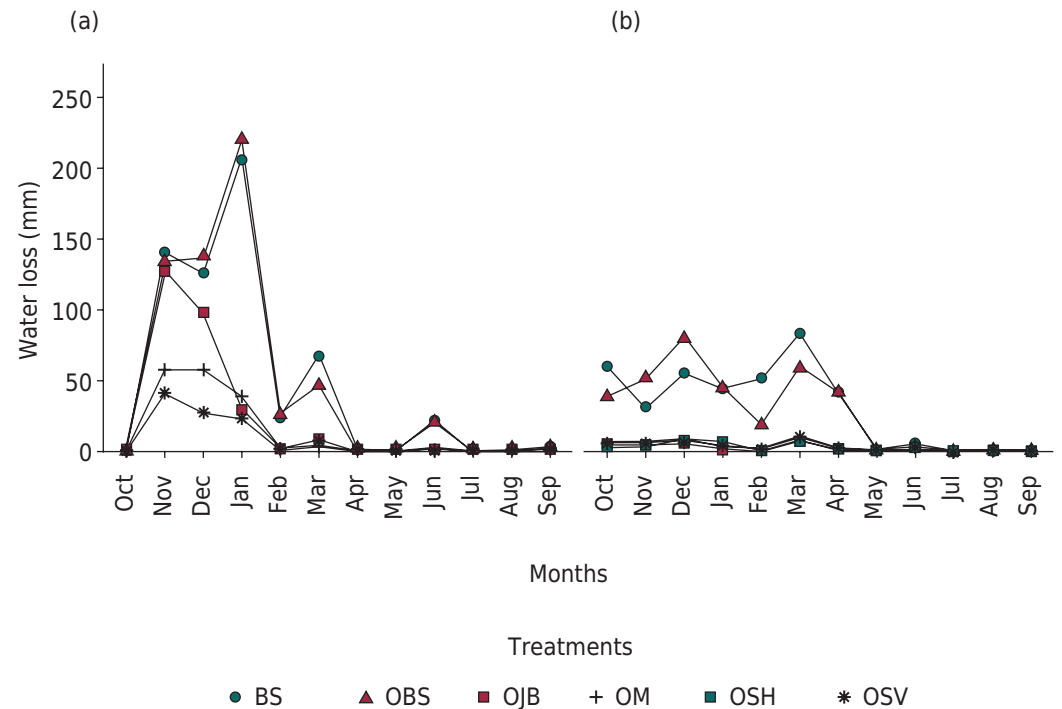 (a) (b)
250
200
150
100
50
0
Water loss (mm)
Oct Nov Dec Jan Feb Mar Apr May Jun Jul Aug Sep Oct Nov Dec Jan Feb Mar Apr May Jun Jul Aug Sep
Months
Treatments
BS OBS OJB OM OSH OSV